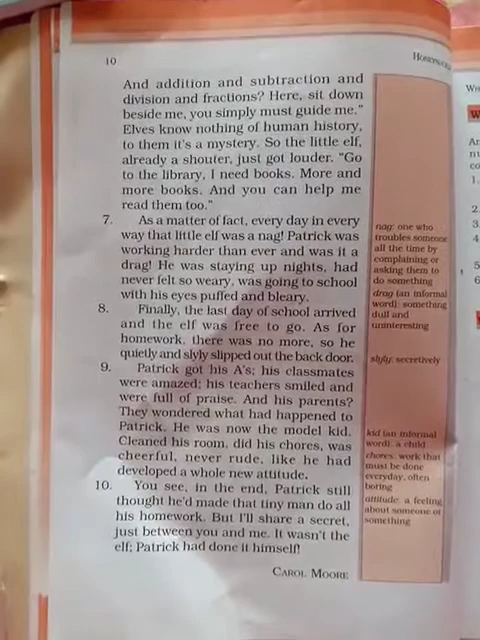 10
And addition and subtraction and
division and fractions? Here, sit down
beside me, you simply must guide me."
Elves know nothing of human history,
to them it's a mystery. So the little elf,
already a shouter, just got louder. "Go
to the library, I need books. More and
more books. And you can help me
read them too."
7. As a matter of fact, every day in every
way that little elf was a nag! Patrick was
working harder than ever and was it a
drag! He was staying up nights, had
never felt so weary, was going to school
with his eyes puffed and bleary.
8. Finally, the last day of school arrived
and the elf was free to go. As for
homework, there was no more, so he
quietly and slyly slipped out the back door.
9. Patrick got his A's; his classmates
were amazed; his teachers smiled and
were full of praise. And his parents?
They wondered what had happened to
Patrick. He was now the model kid.
Cleaned his room, did his chores, was
cheerful, never rude, like he had
developed a whole new attitude.
10. You see, in the end, Patrick still
thought he'd made that tiny man do all
his homework. But I'll share a secret,
just between you and me. It wasn't the
elf; Patrick had done it himself!
CAROL MOORE
nag: one who
troubles someone
all the time by
complaining or
asking them to
do something
drag (an informal
word): something
dull and
uninteresting
slyly: secretively
kid (an informal
word): a child
chores: work that
must be done
everyday, often
boring
attitude: a feeling
about someone or
something
1.
2.
3.
4.
5
6